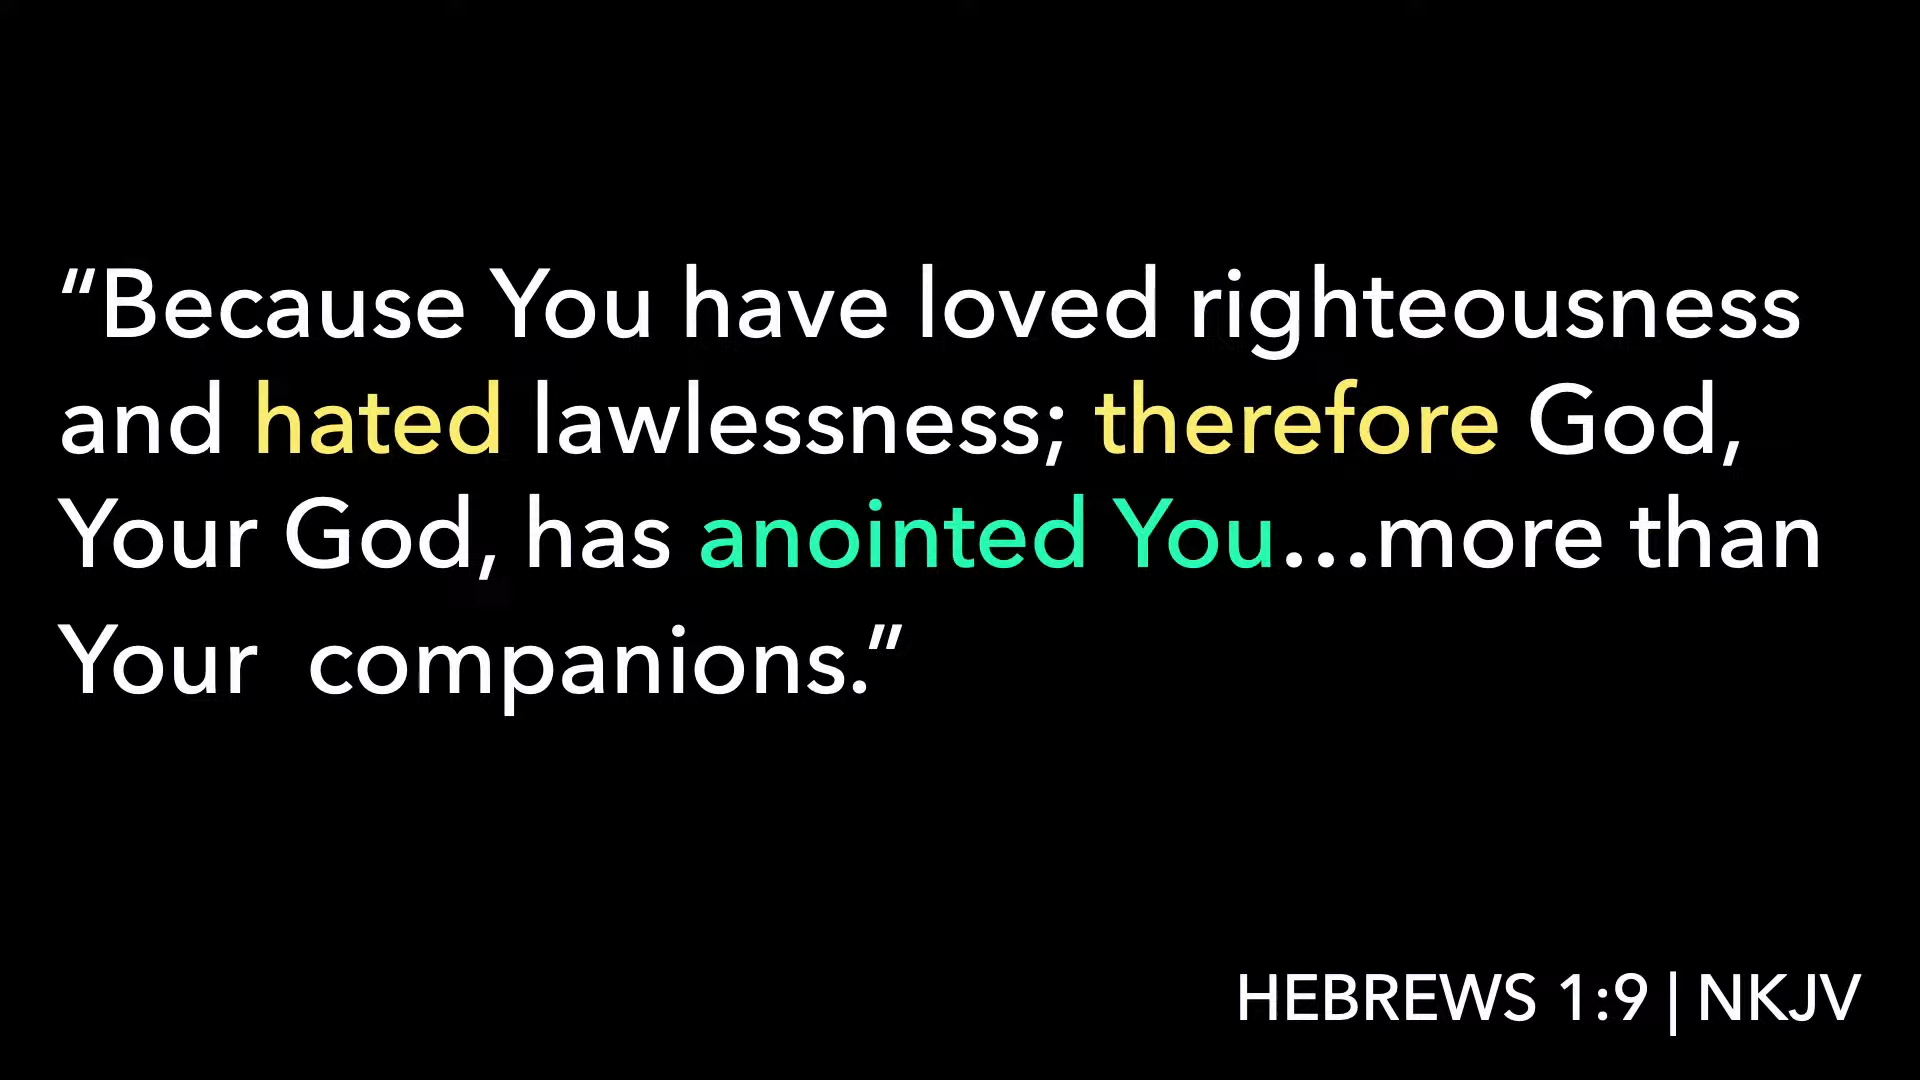 “Because You have loved righteousness
and hated lawlessness; therefore God,
Your God, has anointed You...more than
Your  companions.”
HEBREWS 1:9 | NKJV